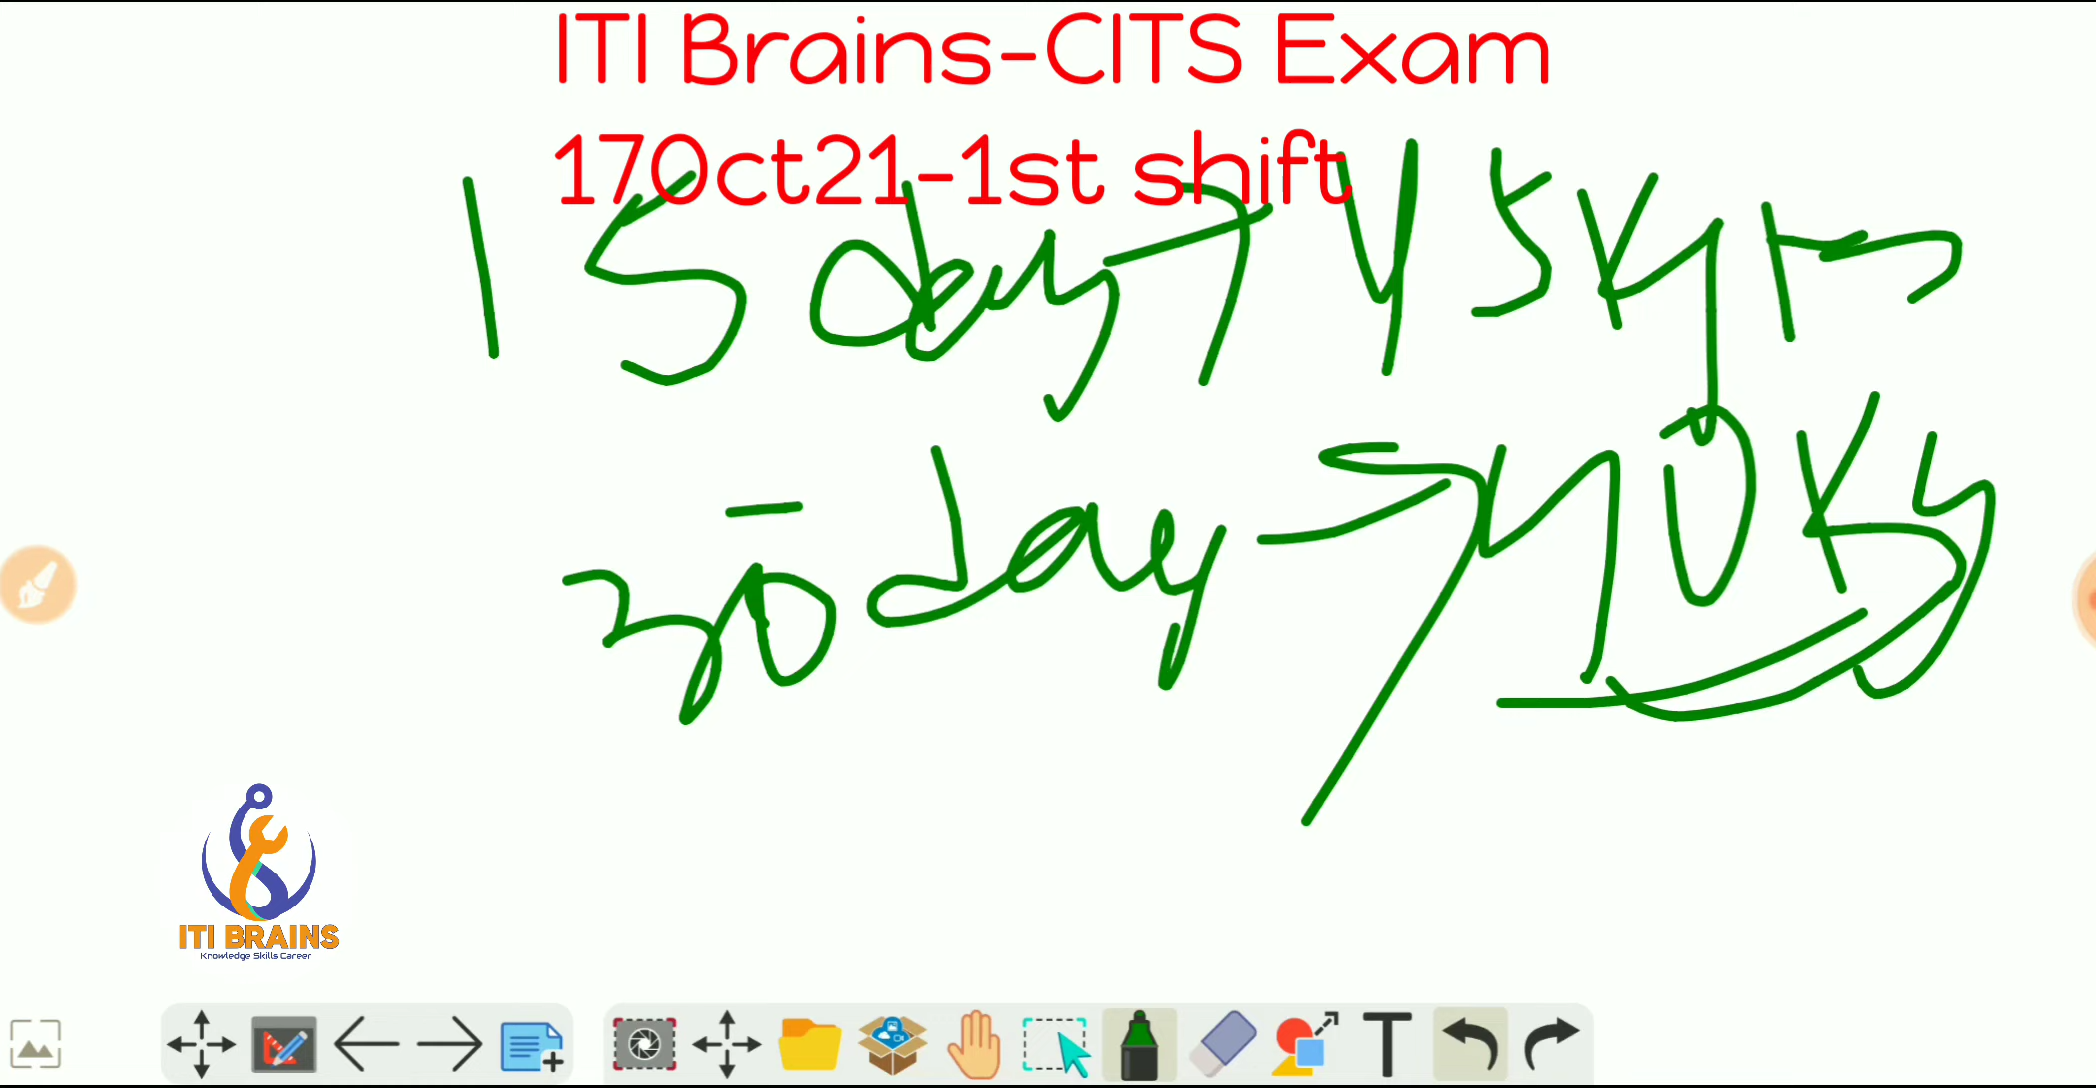 ITI Brains-CITS Exam
17Oct21-1st shift
15 day → 45 Kg
30 day → 90 Kg
ITI BRAINS
Knowledge Skills Career
T